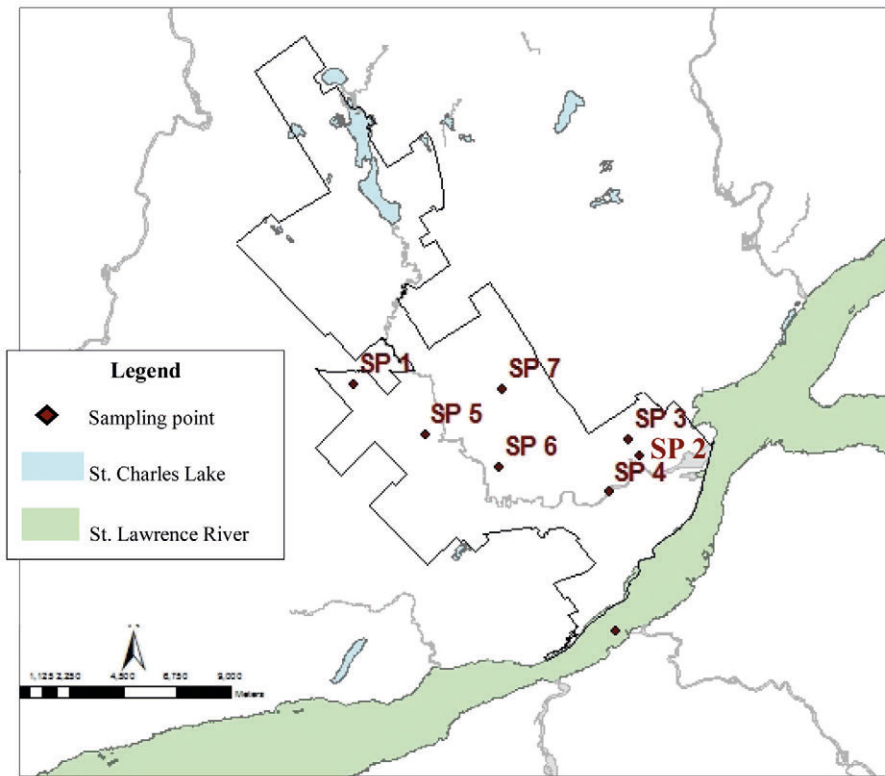 SP 1
SP 7
SP 5
SP 3
SP 2
SP 6
SP 4
Legend
Sampling point
St. Charles Lake
St. Lawrence River
1,125 2,250 4,500 6,750 9,000
Meters